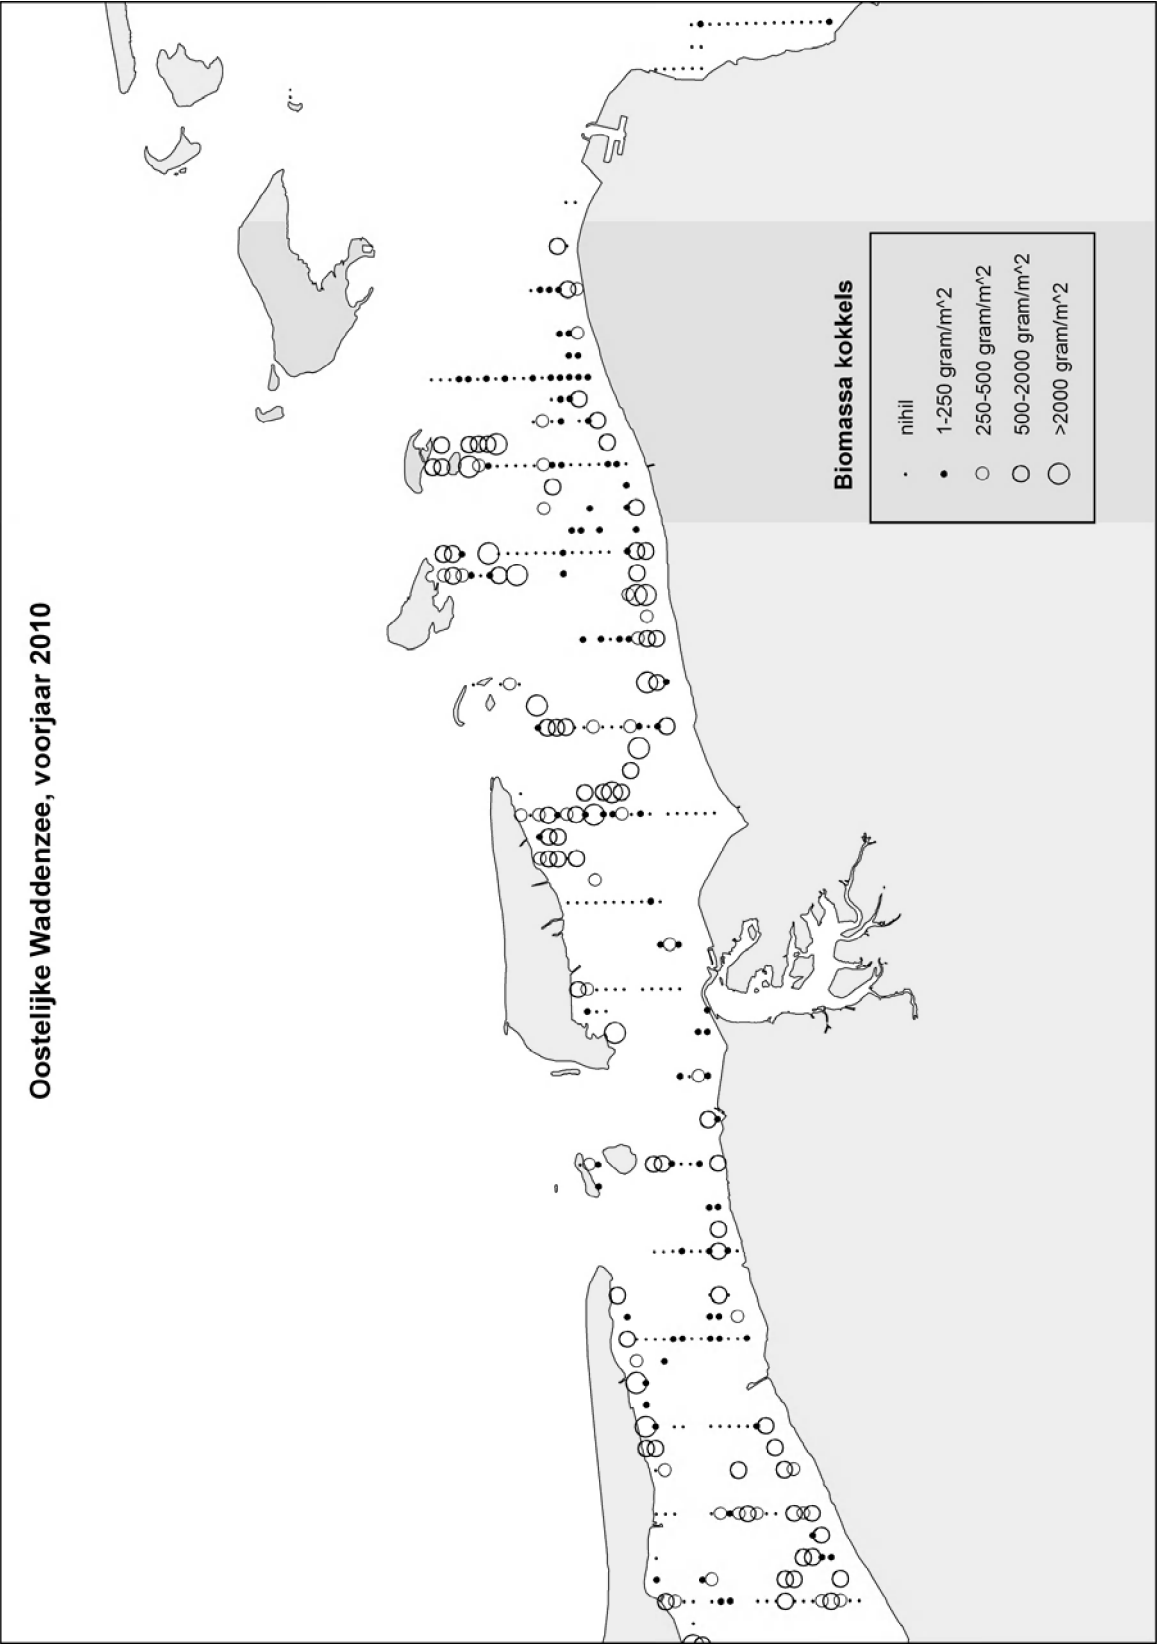 Oostelijke Waddenzee, voorjaar 2010
Biomassa kokkels
nihil
1-250 gram/m^2
250-500 gram/m^2
500-2000 gram/m^2
>2000 gram/m^2